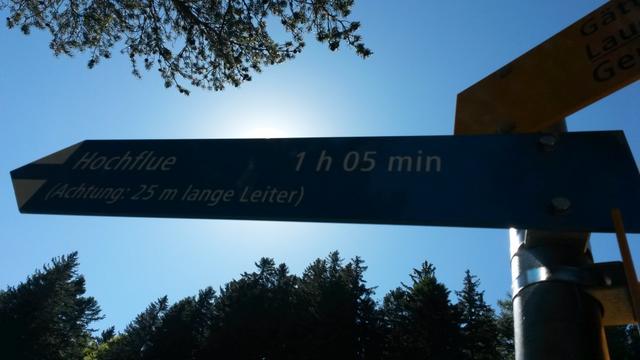 Hochflue 1 h 05 min
(Achtung: 25 m lange Leiter)